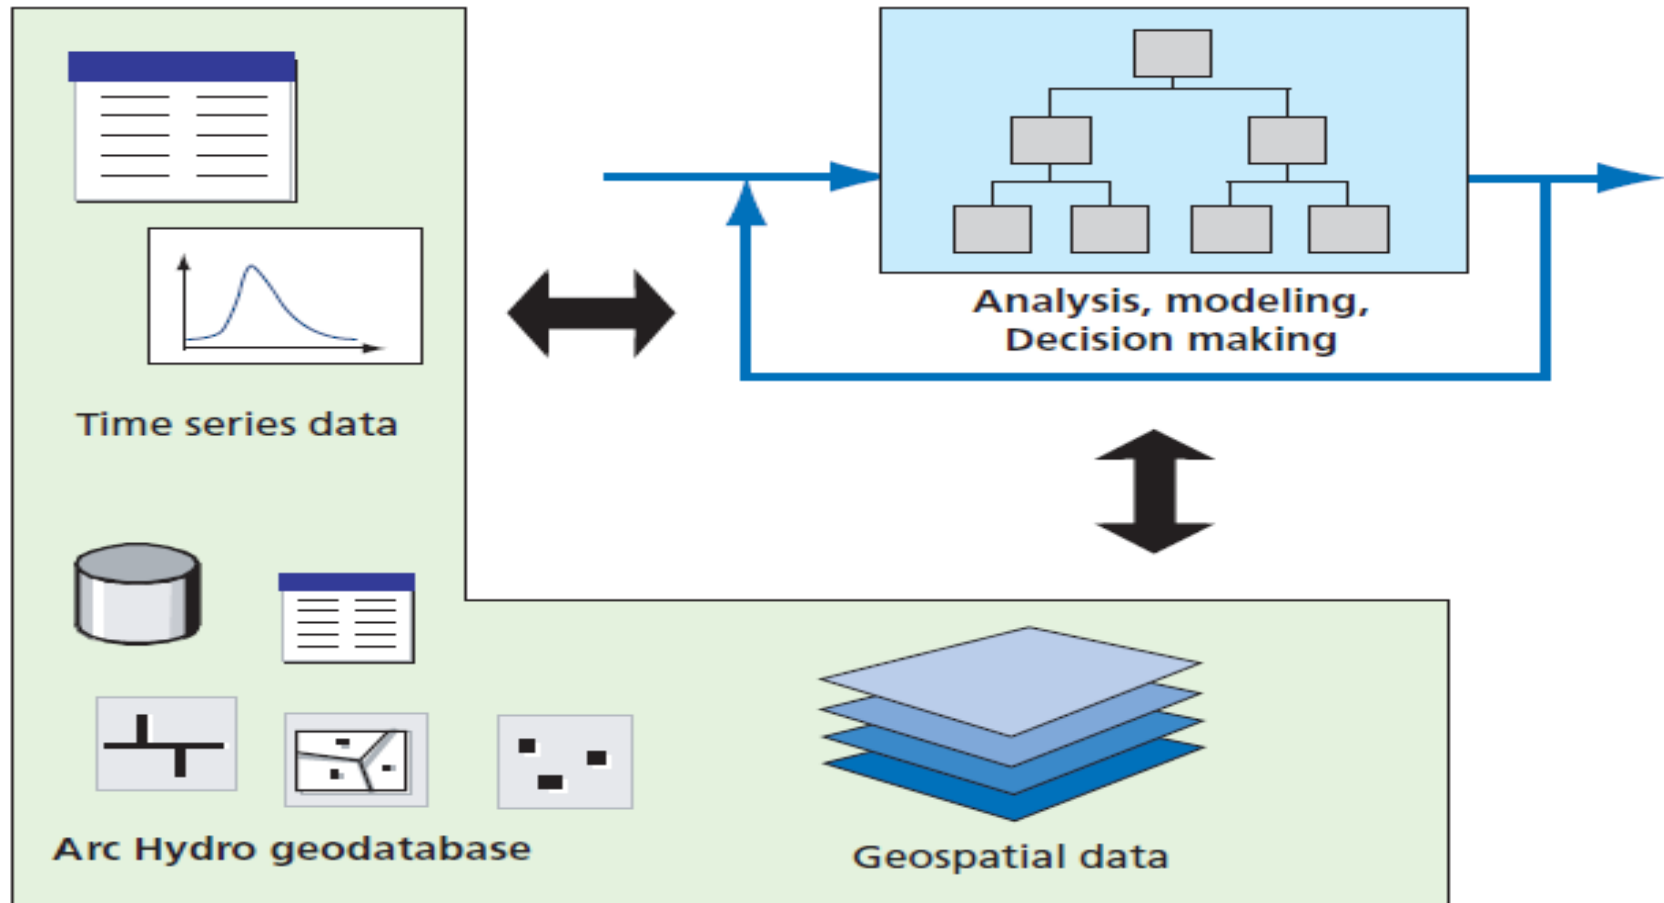 Time series data
Analysis, modeling,
Decision making
Arc Hydro geodatabase
Geospatial data